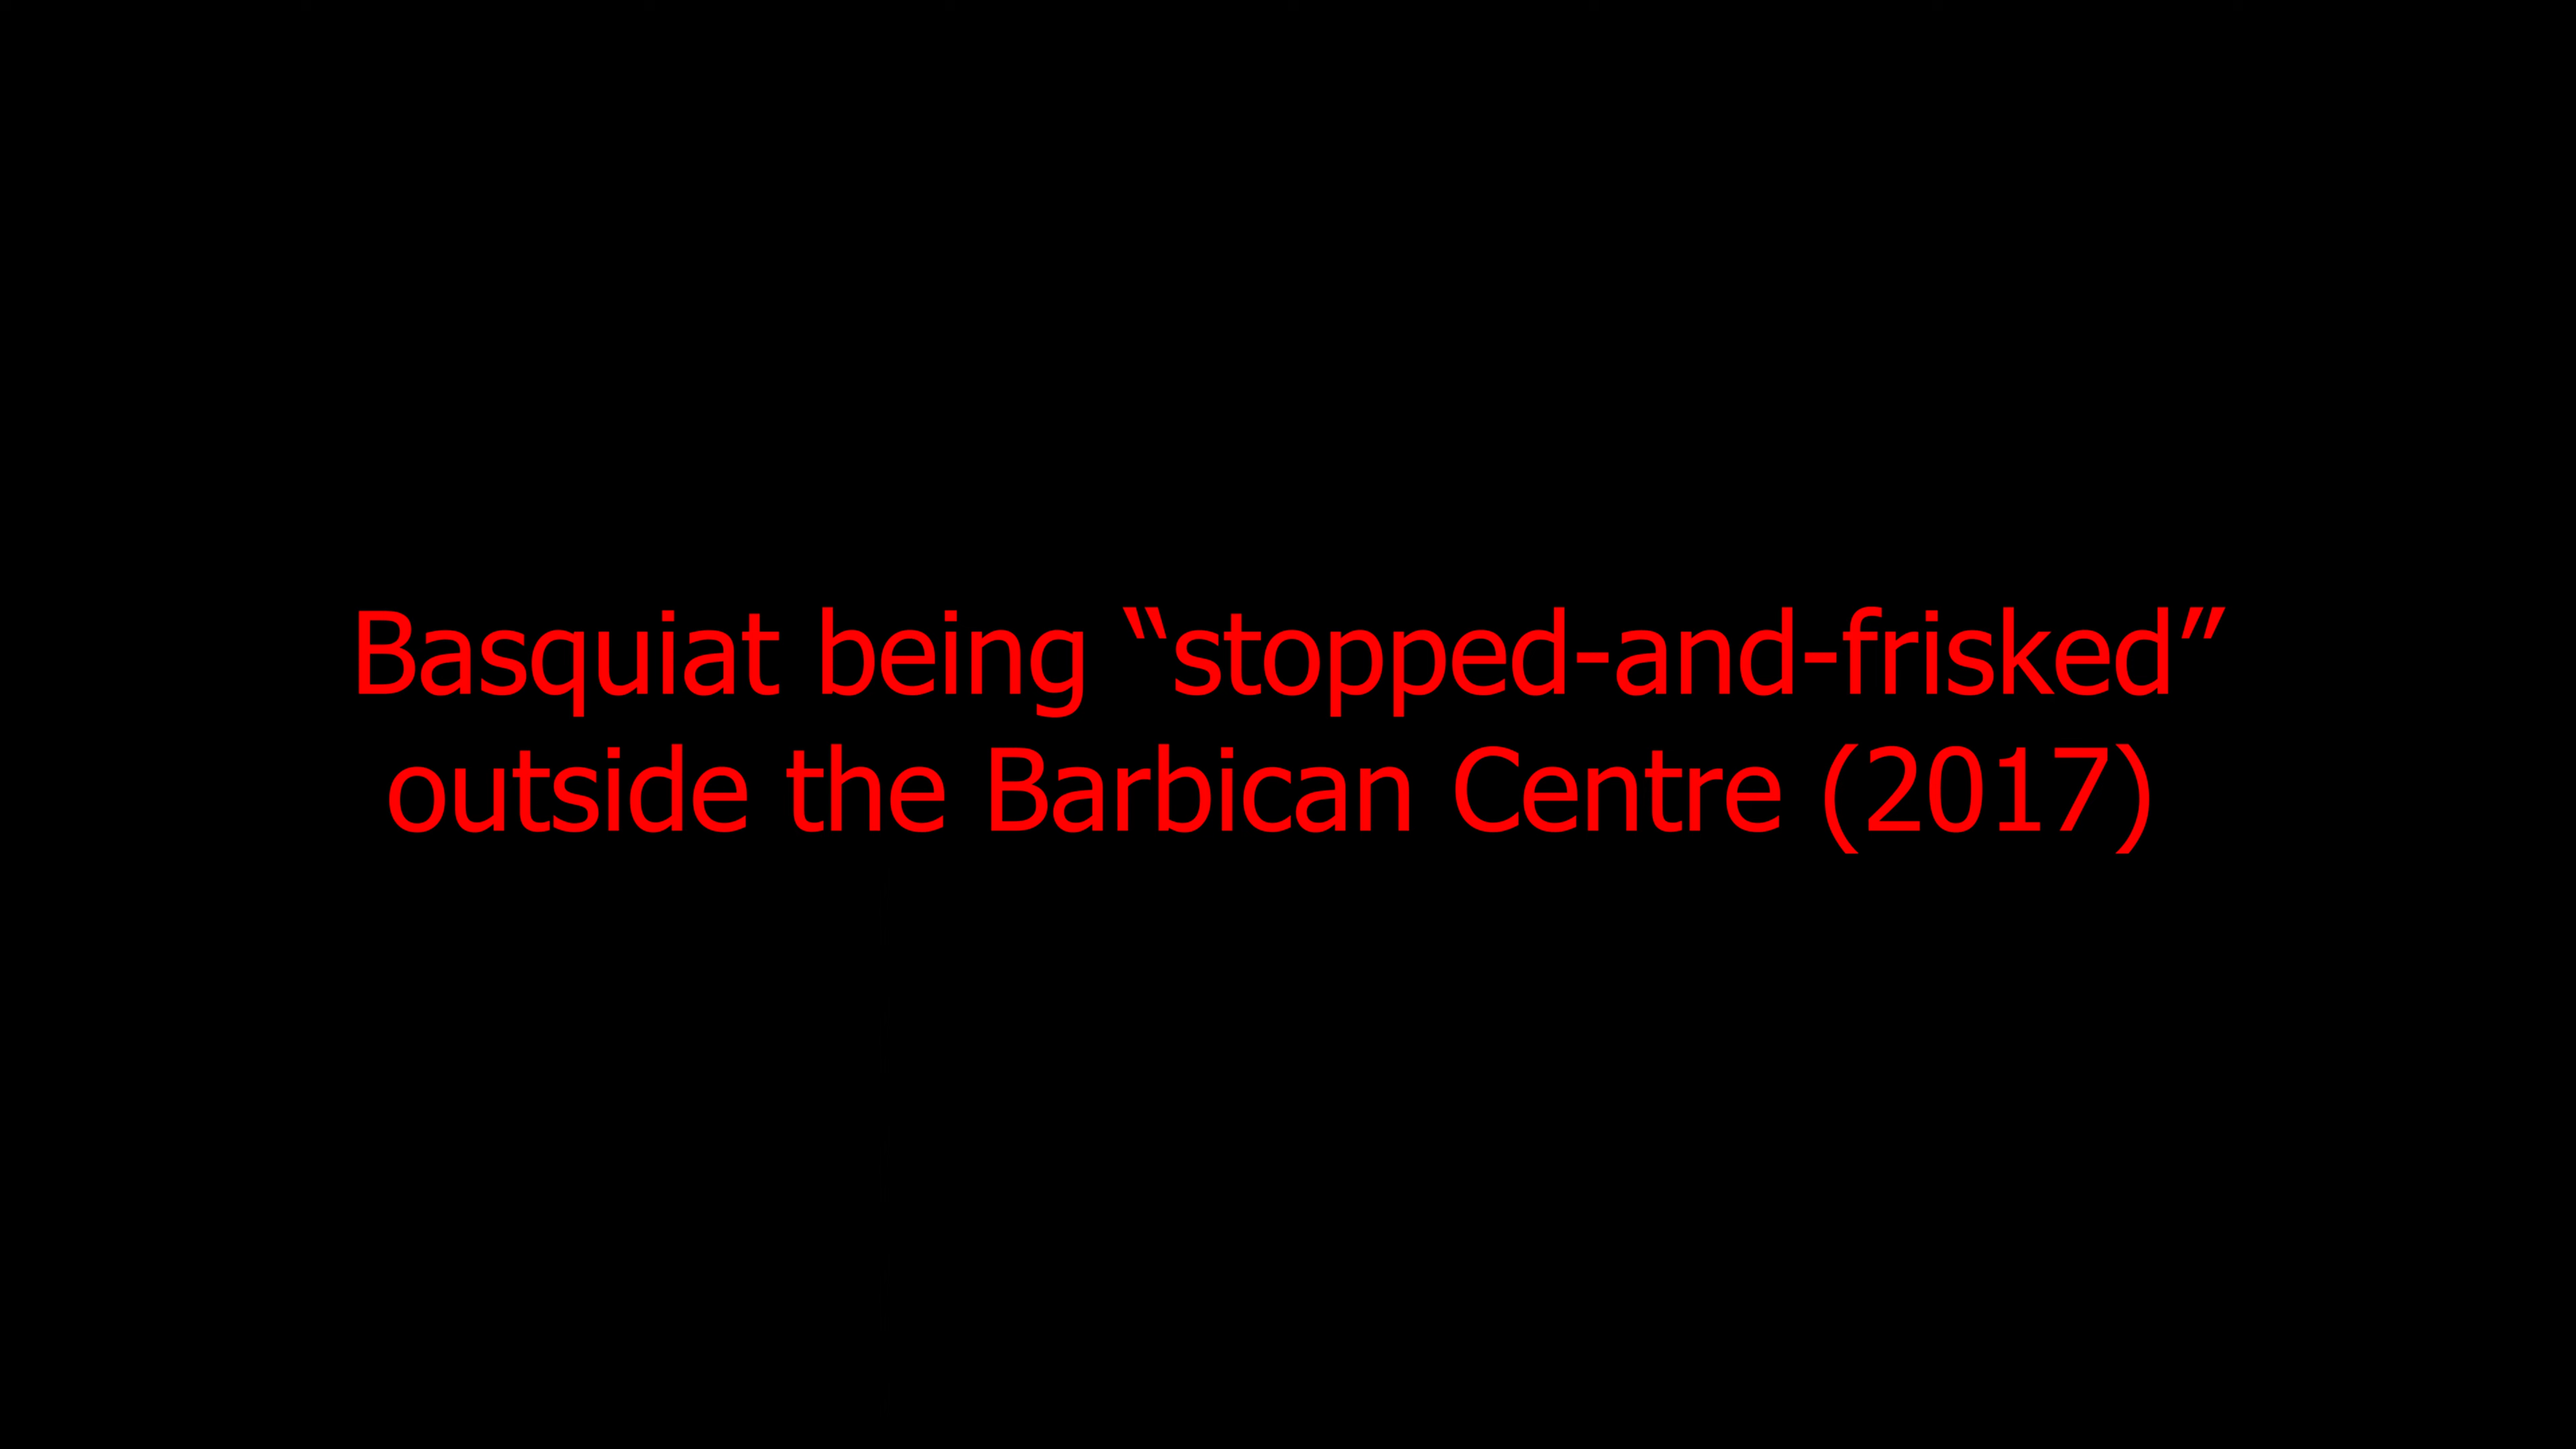 Basquiat being “stopped-and-frisked”
outside the Barbican Centre (2017)